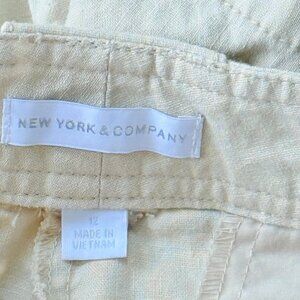 NEW YORK & COMPANY
12
MADE IN
VIETNAM